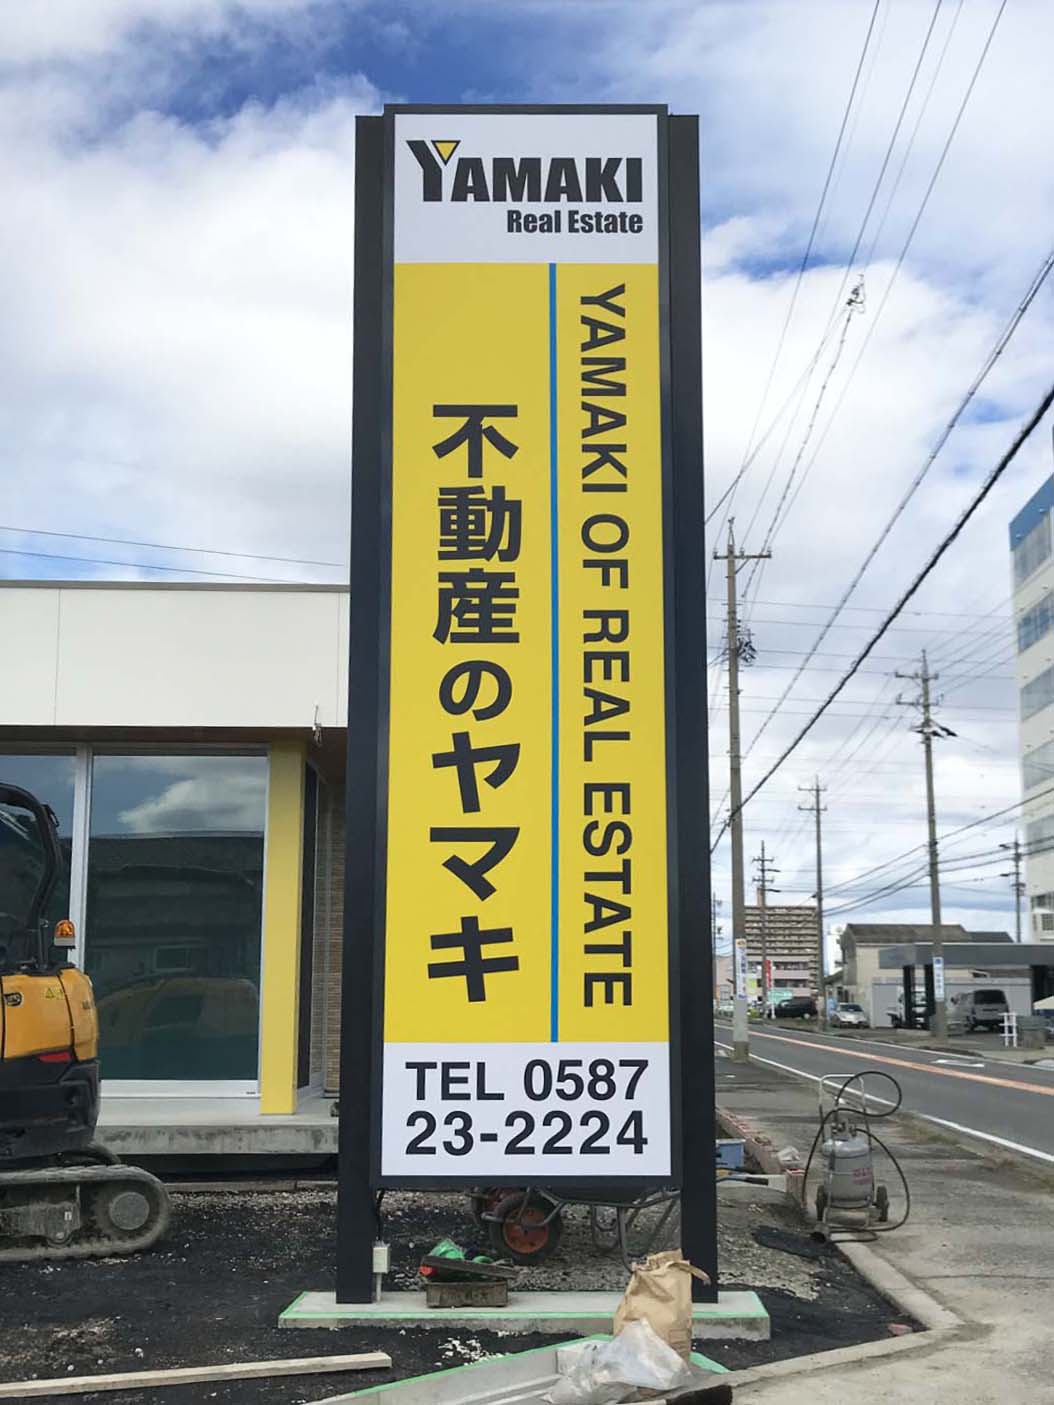 YAMAKI
Real Estate
不動産のヤマキ
YAMAKI OF REAL ESTATE
TEL 0587
23-2224